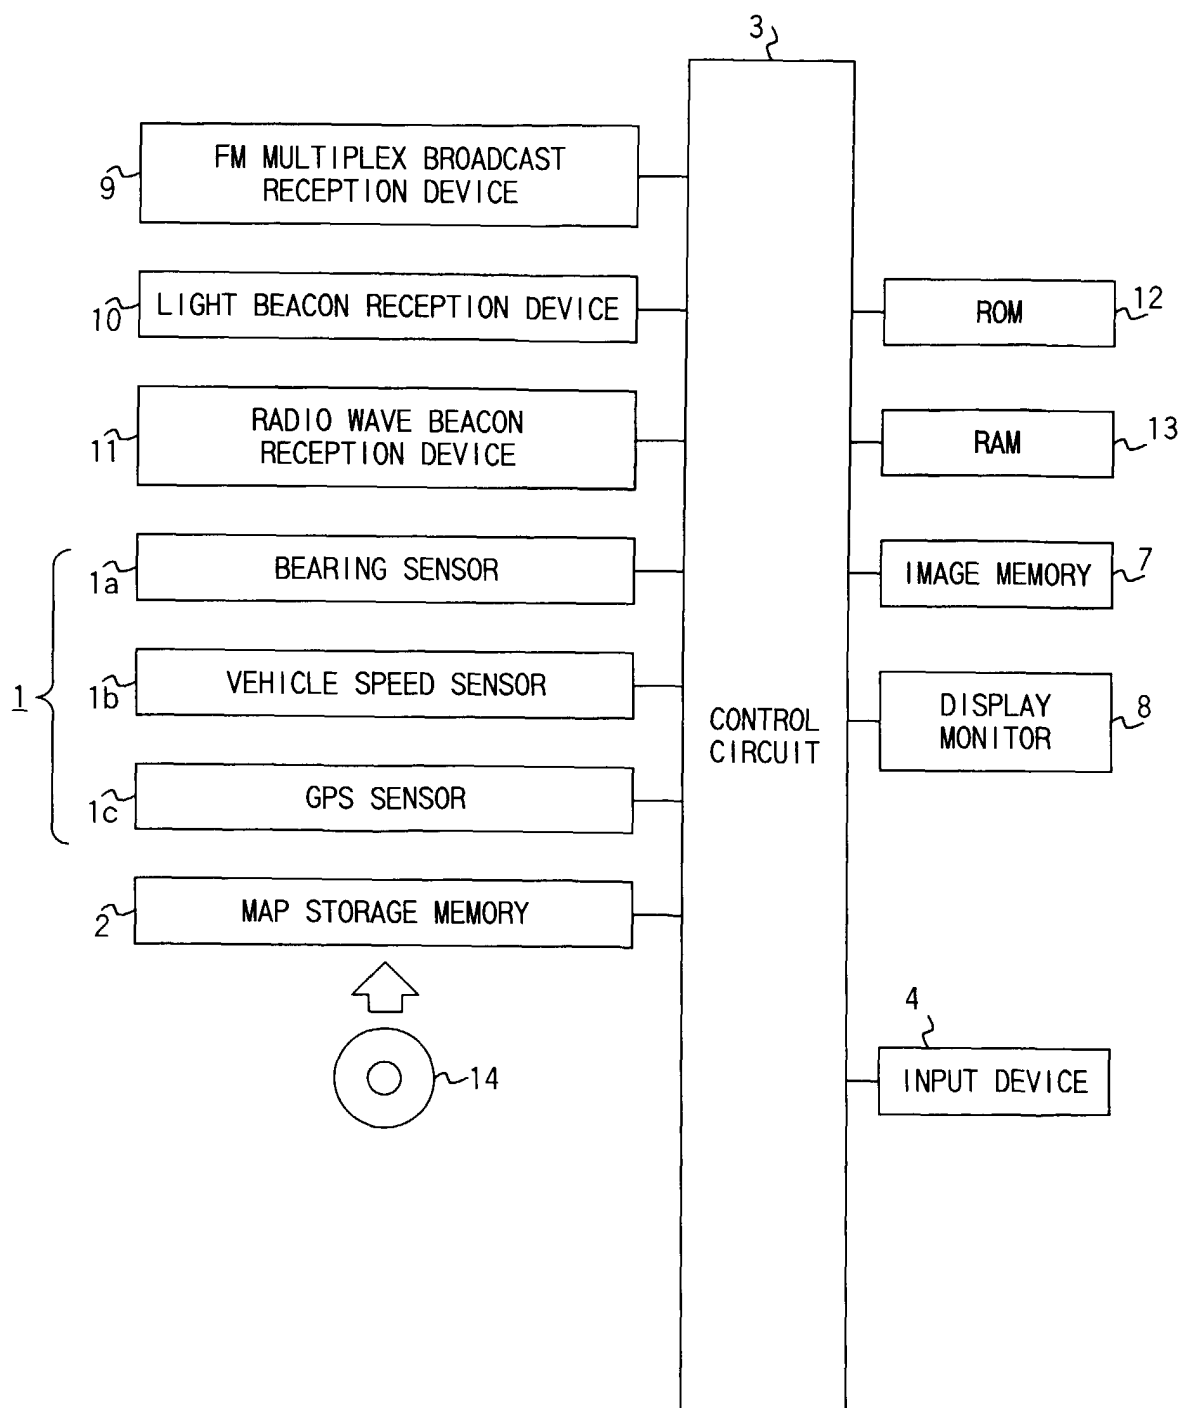 3
FM MULTIPLEX BROADCAST
RECEPTION DEVICE
9
LIGHT BEACON RECEPTION DEVICE
10
ROM
12
RADIO WAVE BEACON
RECEPTION DEVICE
11
RAM
13
BEARING SENSOR
1a
IMAGE MEMORY
7
1
VEHICLE SPEED SENSOR
1b
CONTROL
CIRCUIT
DISPLAY
MONITOR
8
GPS SENSOR
1c
MAP STORAGE MEMORY
2
14
4
INPUT DEVICE